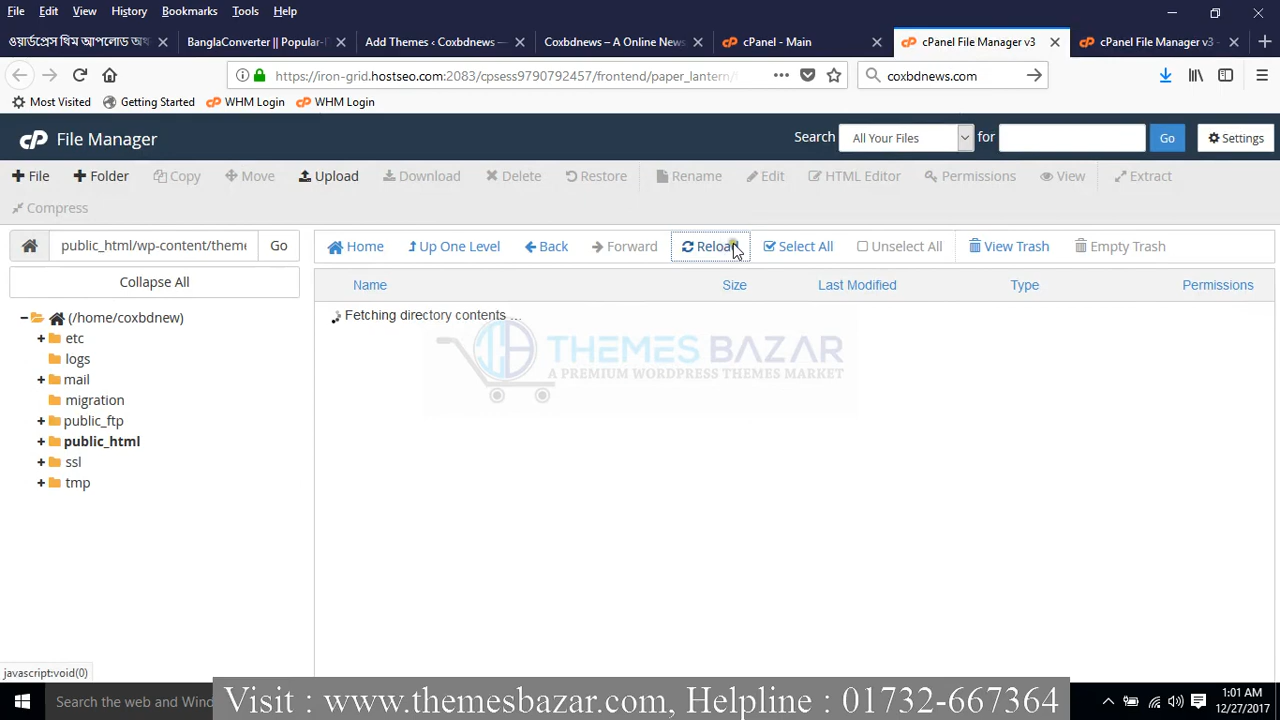 File Edit View History Bookmarks Tools Help
ওয়ার্ডপ্রেস থিম আপলোড অথ BanglaConverter || Popular-I Add Themes ‹ Coxbdnews — Coxbdnews – A Online News cPanel - Main cPanel File Manager v3 cPanel File Manager v3 -
https://iron-grid.hostseo.com:2083/cpsess9790792457/frontend/paper_lantern/ coxbdnews.com
Most Visited Getting Started WHM Login WHM Login
cP File Manager Search All Your Files for Go Settings
File Folder Copy Move Upload Download Delete Restore Rename Edit HTML Editor Permissions View Extract
Compress
public_html/wp-content/theme Go Home Up One Level Back Forward Reload Select All Unselect All View Trash Empty Trash
Collapse All Name Size Last Modified Type Permissions
(/home/coxbdnew) Fetching directory contents ...
etc
logs
mail
migration
public_ftp
public_html
ssl
tmp
THEMES BAZAR
A PREMIUM WORDPRESS THEMES MARKET
javascript:void(0)
Search the web and Wind
Visit : www.themesbazar.com, Helpline : 01732-667364
1:01 AM
12/27/2017